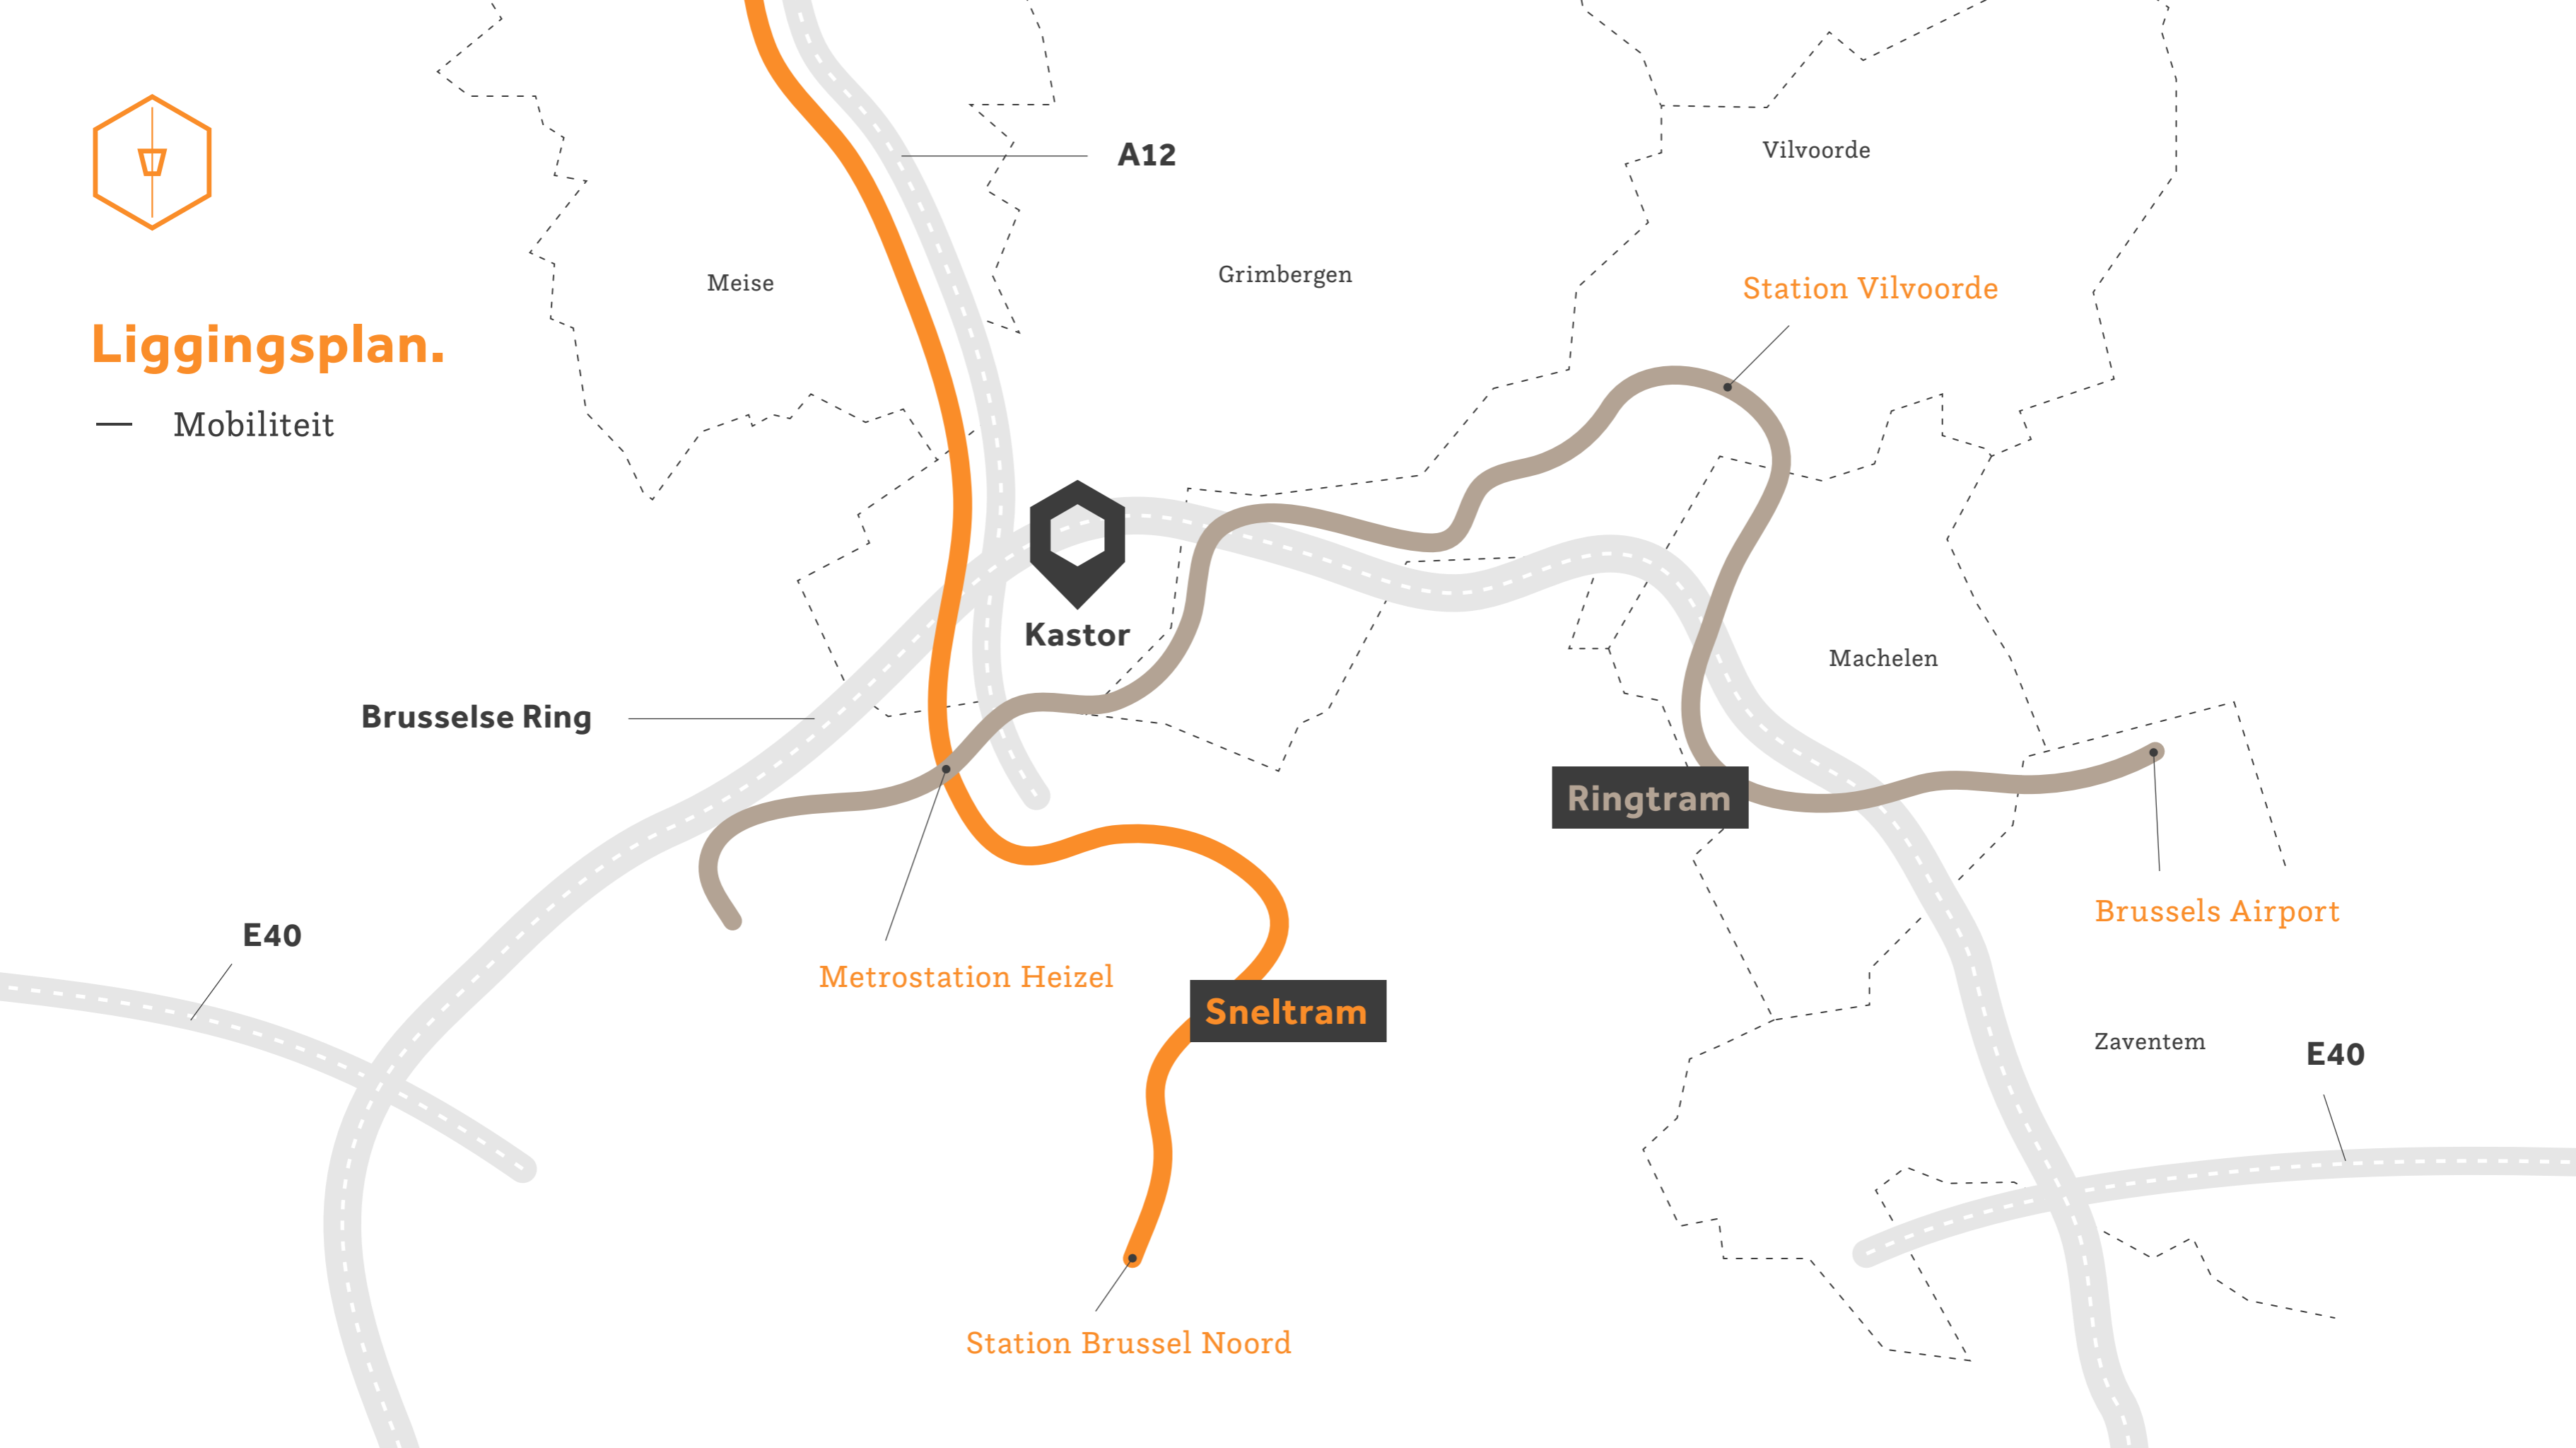 Liggingsplan.
Mobiliteit
A12
Vilvoorde
Meise
Grimbergen
Station Vilvoorde
Kastor
Brusselse Ring
Machelen
Ringtram
E40
Metrostation Heizel
Brussels Airport
Sneltram
Zaventem
E40
Station Brussel Noord